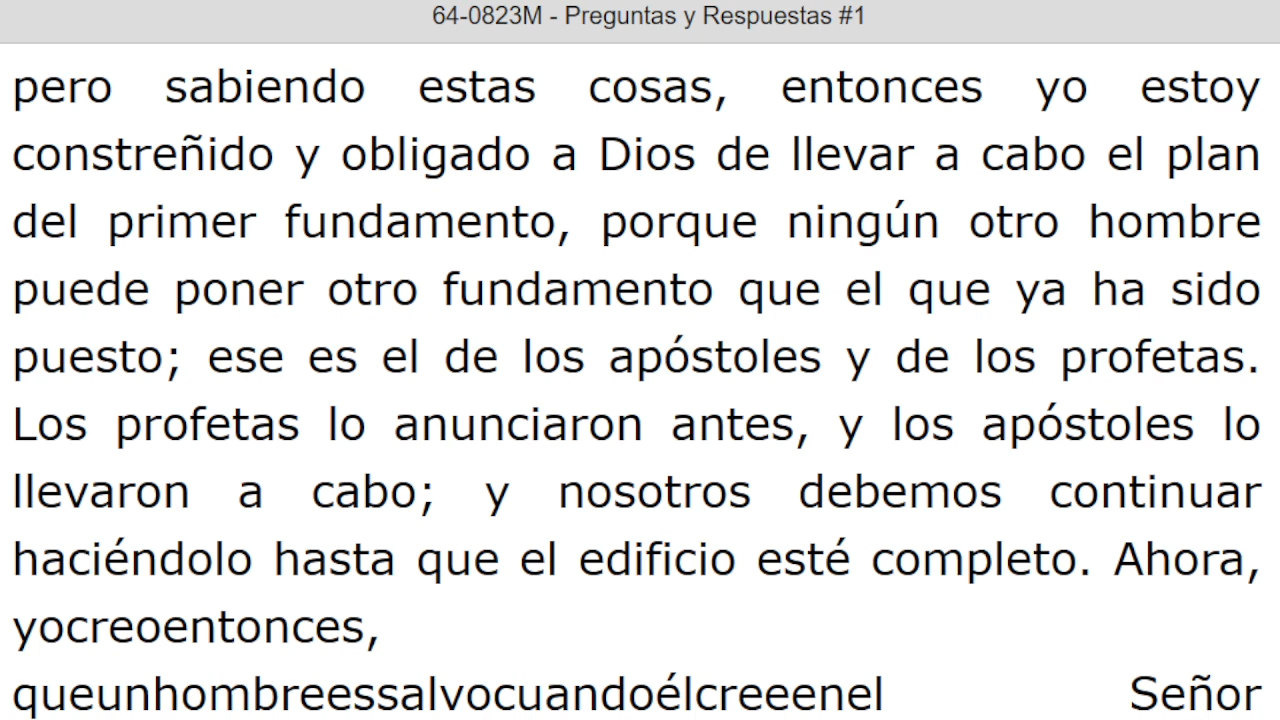 64-0823M - Preguntas y Respuestas #1
pero sabiendo estas cosas, entonces yo estoy
constreñido y obligado a Dios de llevar a cabo el plan
del primer fundamento, porque ningún otro hombre
puede poner otro fundamento que el que ya ha sido
puesto; ese es el de los apóstoles y de los profetas.
Los profetas lo anunciaron antes, y los apóstoles lo
llevaron a cabo; y nosotros debemos continuar
haciéndolo hasta que el edificio esté completo. Ahora,
yocreoentonces,
queunhombreessalvocuandoélcreeenel Señor